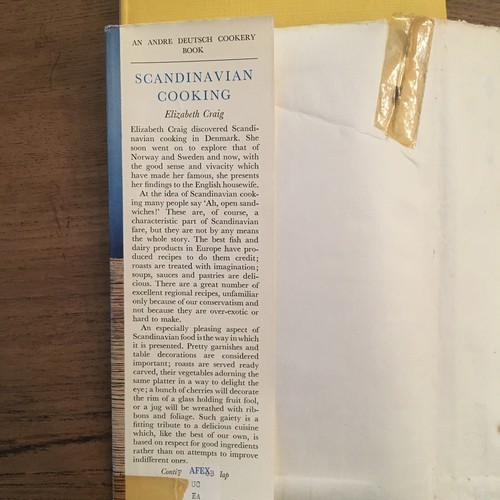 AN ANDRE DEUTSCH COOKERY
BOOK
SCANDINAVIAN
COOKING
Elizabeth Craig
Elizabeth Craig discovered Scandi-
navian cooking in Denmark. She
soon went on to explore that of
Norway and Sweden and now, with
the good sense and vivacity which
have made her famous, she presents
her findings to the English housewife.
At the idea of Scandinavian cook-
ing many people say 'Ah, open sand-
wiches!' These are, of course, a
characteristic part of Scandinavian
fare, but they are not by any means
the whole story. The best fish and
dairy products in Europe have pro-
duced recipes to do them credit;
roasts are treated with imagination;
soups, sauces and pastries are deli-
cious. There are a great number of
excellent regional recipes, unfamiliar
only because of our conservatism and
not because they are over-exotic or
hard to make.
An especially pleasing aspect of
Scandinavian food is the way in which
it is presented. Pretty garnishes and
table decorations are considered
important; roasts are served ready
carved, their vegetables adorning the
same platter in a way to delight the
eye; a bunch of cherries will decorate
the rim of a glass holding fruit fool,
or a jug will be wreathed with rib-
bons and foliage. Such gaiety is a
fitting tribute to a delicious cuisine
which, like the best of our own, is
based on respect for good ingredients
rather than on attempts to improve
indifferent ones.
AFEX
UC
EA